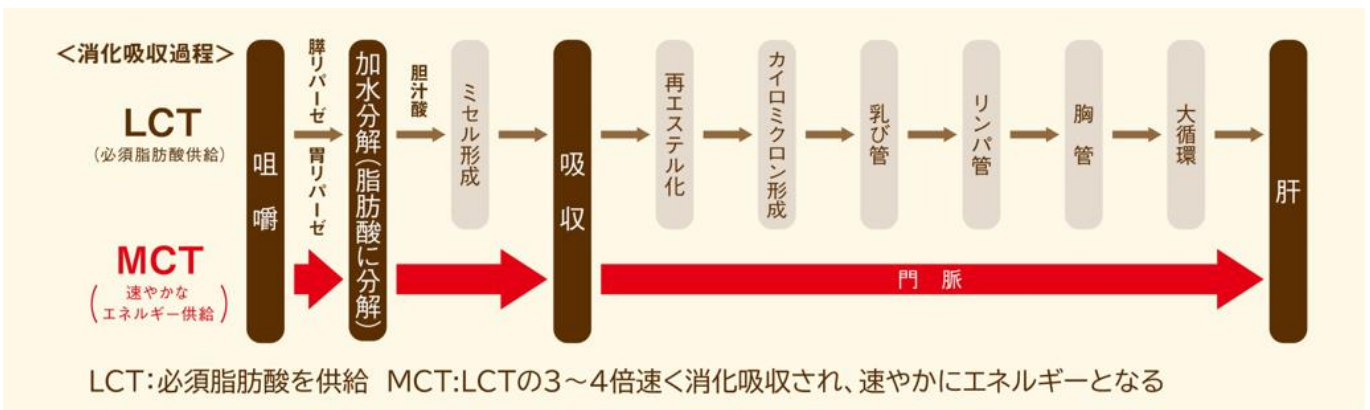 <消化吸収過程>
LCT
(必須脂肪酸供給)
MCT
(速やかな
エネルギー供給)
咀嚼
膵リパーゼ
胃リパーゼ
加水分解(脂肪酸に分解)
胆汁酸
ミセル形成
吸収
再エステル化
カイロミクロン形成
乳び管
リンパ管
胸管
大循環
門脈
肝
LCT:必須脂肪酸を供給 MCT:LCTの3～4倍速く消化吸収され、速やかにエネルギーとなる